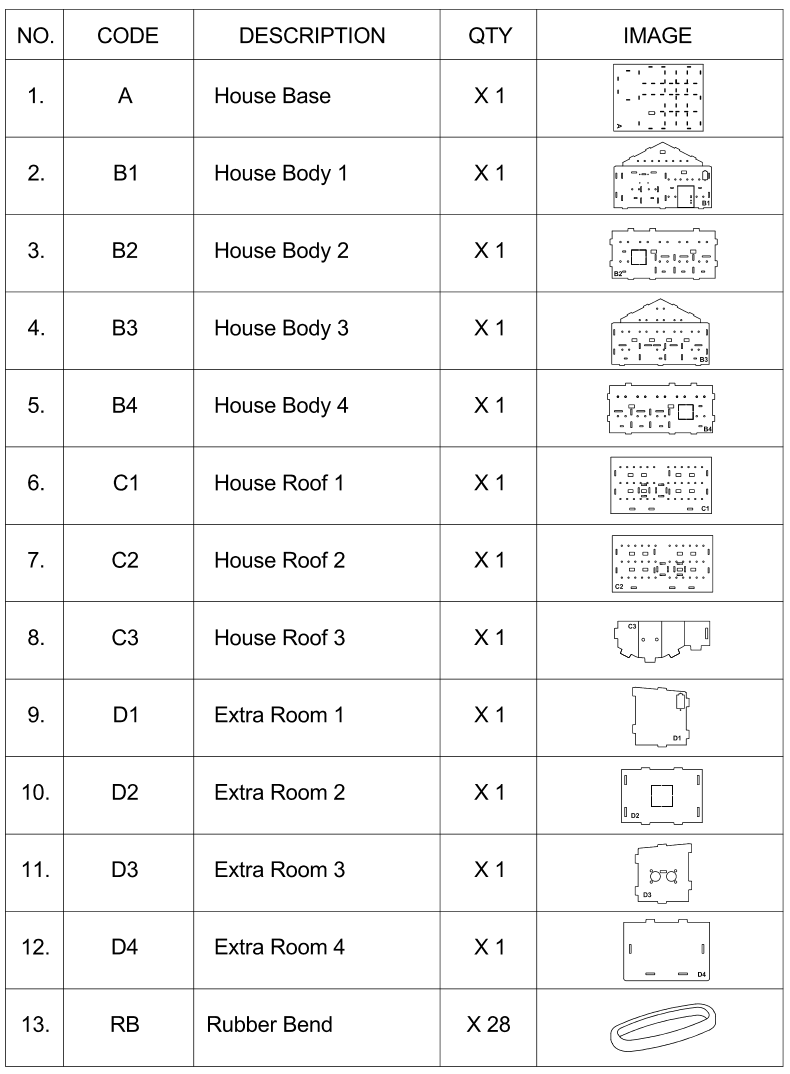 NO. CODE DESCRIPTION QTY IMAGE
1. A House Base X 1 A
2. B1 House Body 1 X 1 B1
3. B2 House Body 2 X 1 B2
4. B3 House Body 3 X 1 B3
5. B4 House Body 4 X 1 B4
6. C1 House Roof 1 X 1 C1
7. C2 House Roof 2 X 1 C2
8. C3 House Roof 3 X 1 C3
9. D1 Extra Room 1 X 1 D1
10. D2 Extra Room 2 X 1 D2
11. D3 Extra Room 3 X 1 D3
12. D4 Extra Room 4 X 1 D4
13. RB Rubber Bend X 28